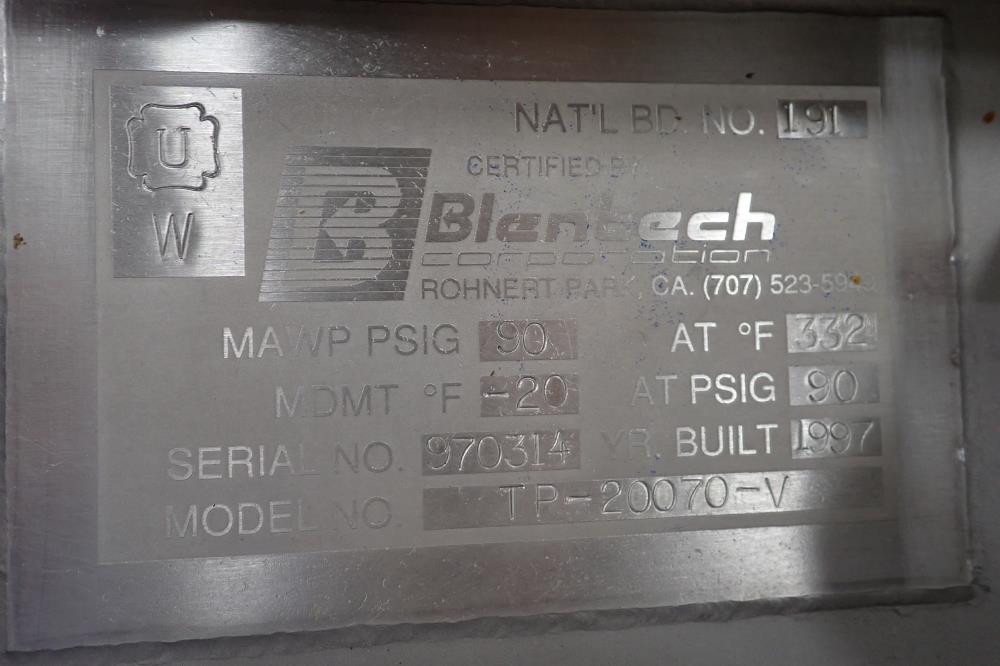 U
W
NAT'L BD. NO. 191
CERTIFIED BY
B Blentech
corporation
ROHNERT PARK, CA. (707)
MAWP PSIG 90 AT °F 332
MDMT °F -20 AT PSIG 90
SERIAL NO. 970314 YR. BUILT 1997
MODEL NO. TP-20070-V